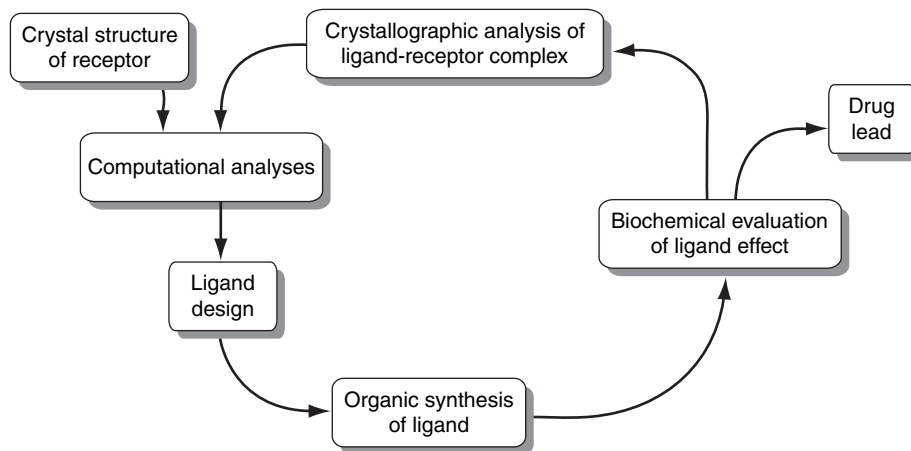 Crystal structure
of receptor
Crystallographic analysis of
ligand-receptor complex
Drug
lead
Computational analyses
Biochemical evaluation
of ligand effect
Ligand
design
Organic synthesis
of ligand